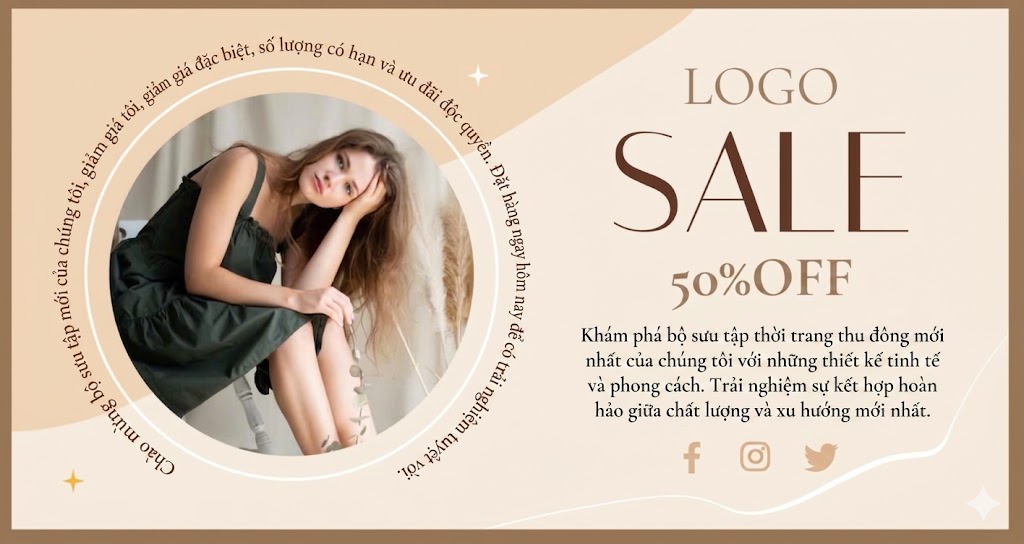 Chào mừng bộ sưu tập mới của chúng tôi, giảm giá tôi, giảm giá đặc biệt, số lượng có hạn và ưu đãi độc quyền. Đặt hàng ngay hôm nay để có trải nghiệm tuyệt vời.
LOGO
SALE
50%OFF
Khám phá bộ sưu tập thời trang thu đông mới
nhất của chúng tôi với những thiết kế tinh tế
và phong cách. Trải nghiệm sự kết hợp hoàn
hảo giữa chất lượng và xu hướng mới nhất.